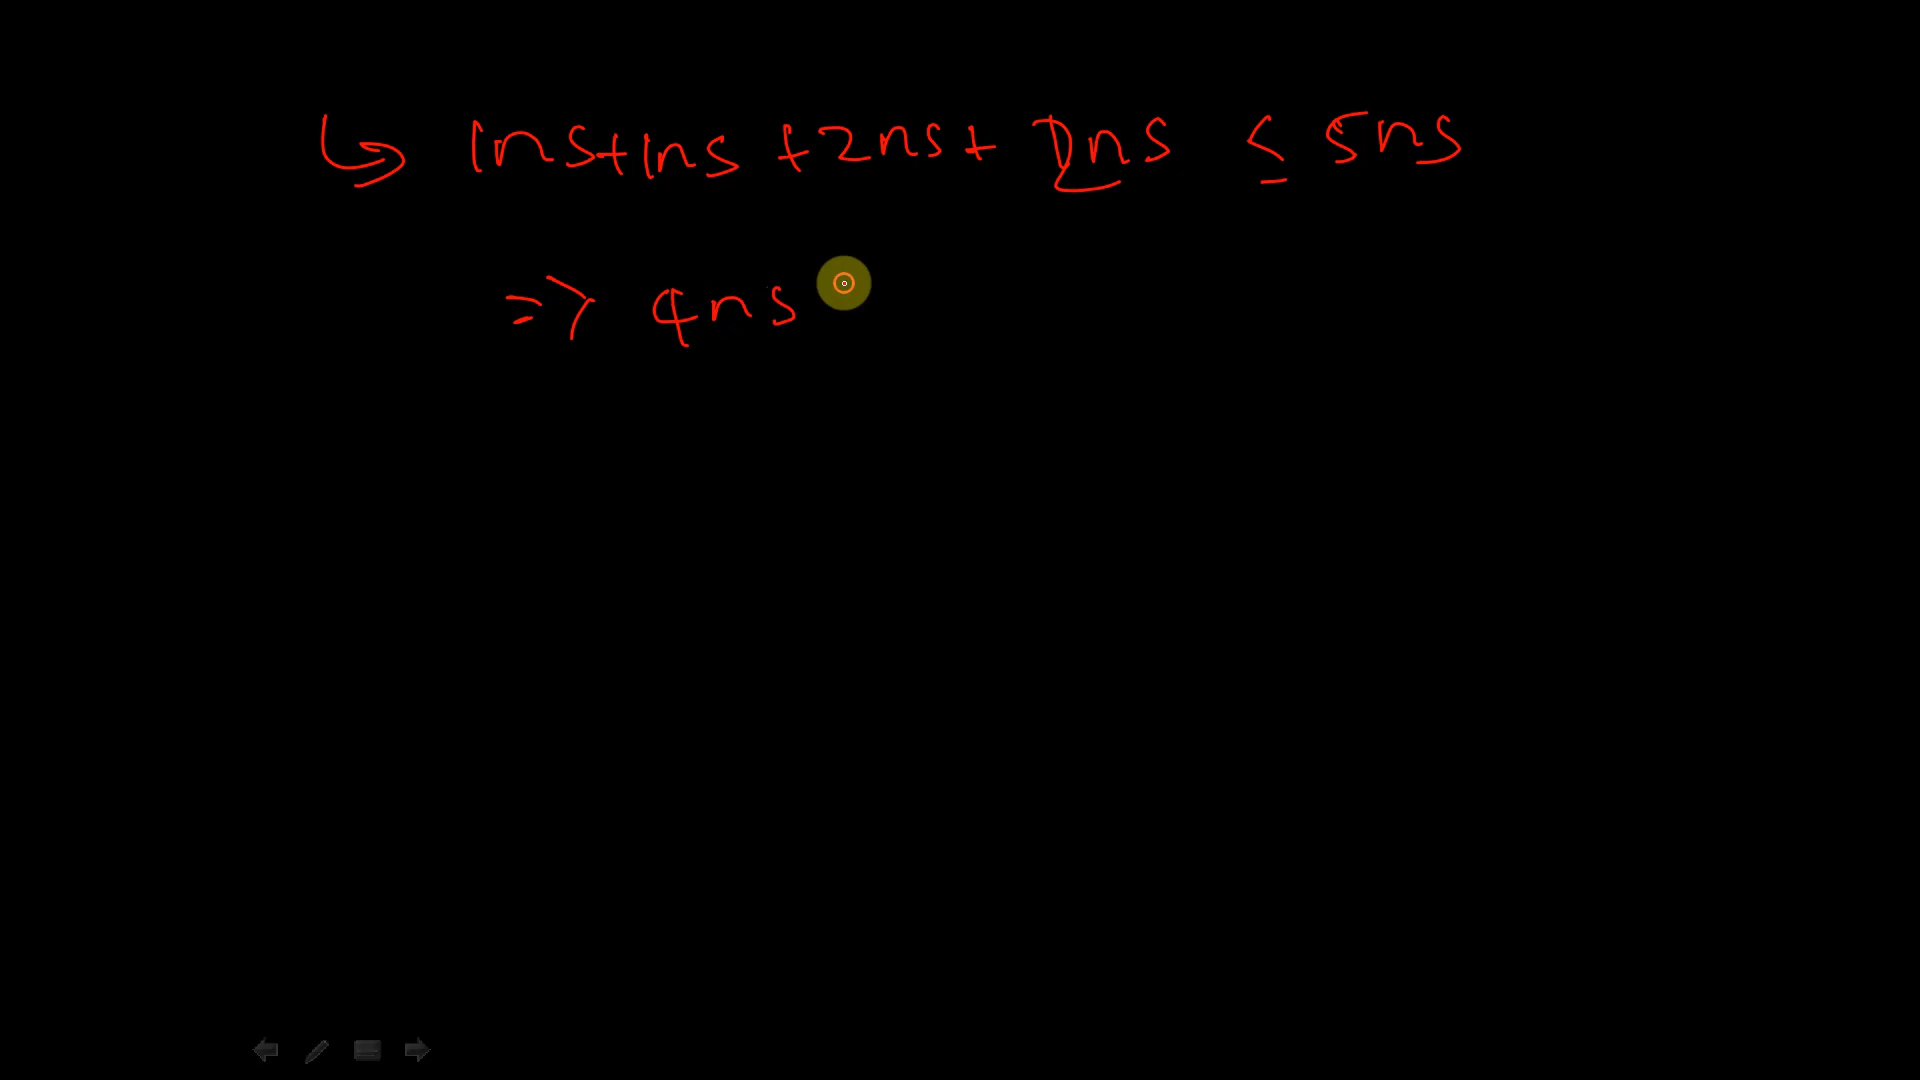 ↳ 1ns+1ns +2ns+ 1ns ≤ 5ns
=> 4ns